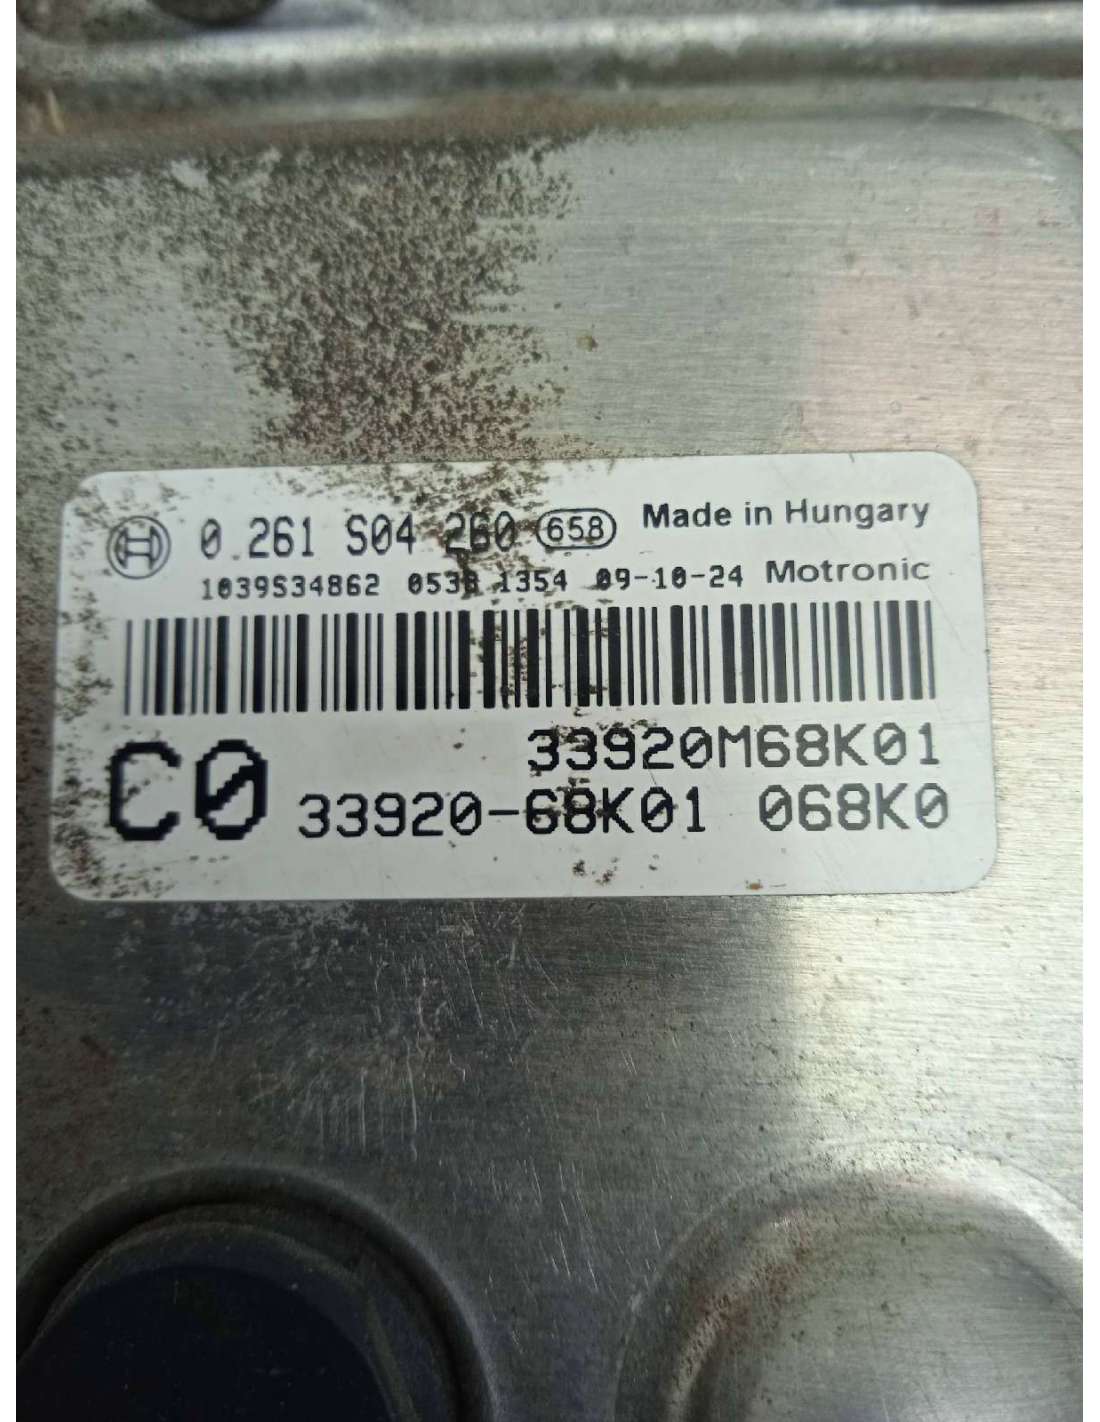 0 261 S04 260 658 Made in Hungary
1039S34862 1354 09-10-24 Motronic
33920M68K01
C0 33920-68K01 068K0